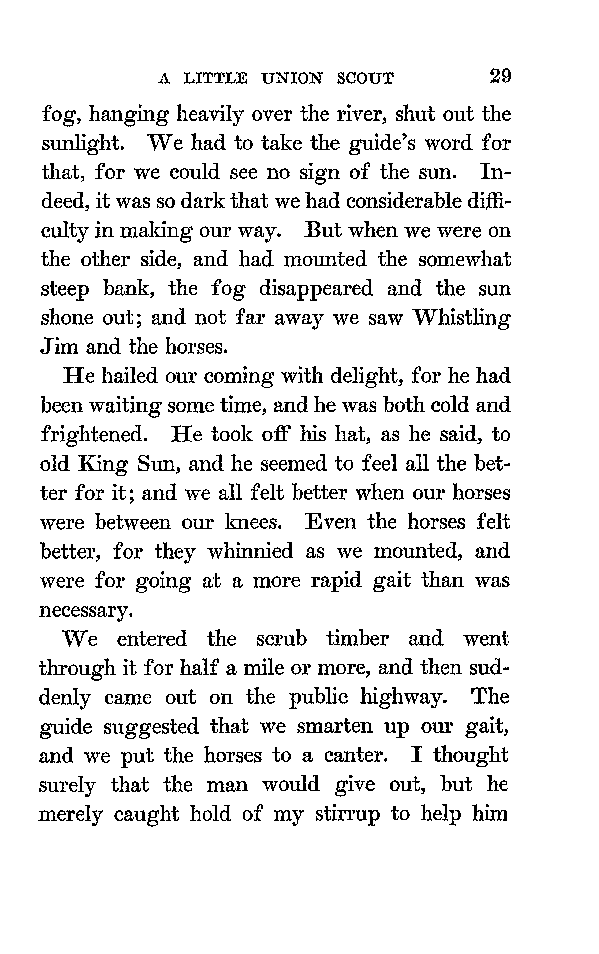 A LITTLE UNION SCOUT 29
fog, hanging heavily over the river, shut out the
sunlight. We had to take the guide's word for
that, for we could see no sign of the sun. In-
deed, it was so dark that we had considerable diffi-
culty in making our way. But when we were on
the other side, and had mounted the somewhat
steep bank, the fog disappeared and the sun
shone out; and not far away we saw Whistling
Jim and the horses.
He hailed our coming with delight, for he had
been waiting some time, and he was both cold and
frightened. He took off his hat, as he said, to
old King Sun, and he seemed to feel all the bet-
ter for it; and we all felt better when our horses
were between our knees. Even the horses felt
better, for they whinnied as we mounted, and
were for going at a more rapid gait than was
necessary.
We entered the scrub timber and went
through it for half a mile or more, and then sud-
denly came out on the public highway. The
guide suggested that we smarten up our gait,
and we put the horses to a canter. I thought
surely that the man would give out, but he
merely caught hold of my stirrup to help him